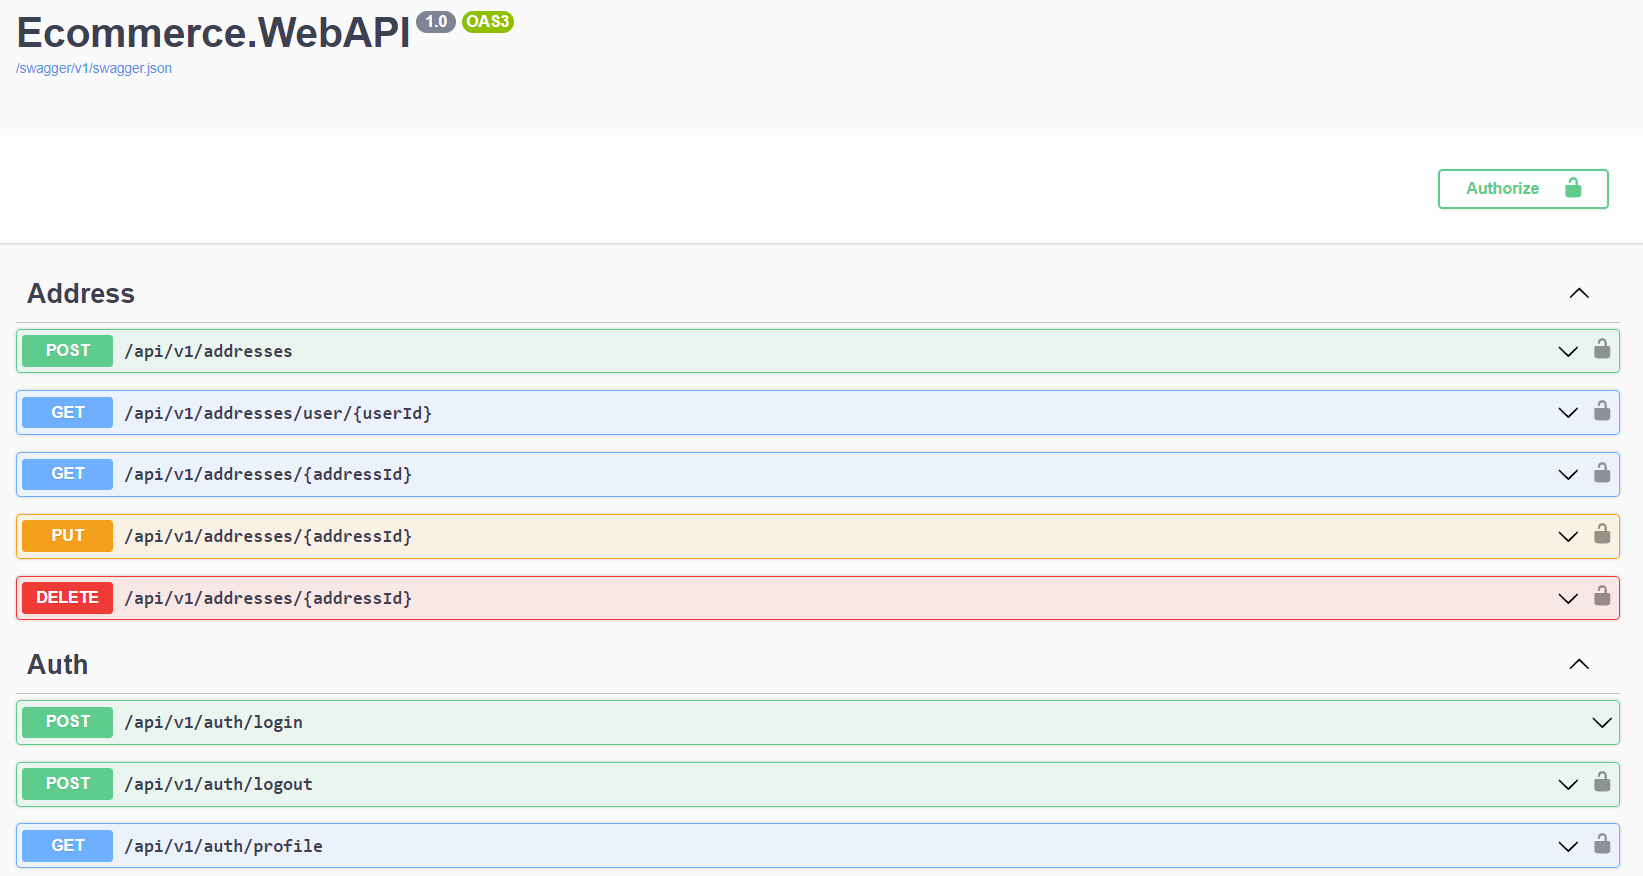 Ecommerce.WebAPI 1.0 OAS3
/swagger/v1/swagger.json
Authorize
Address
POST /api/v1/addresses
GET /api/v1/addresses/user/{userId}
GET /api/v1/addresses/{addressId}
PUT /api/v1/addresses/{addressId}
DELETE /api/v1/addresses/{addressId}
Auth
POST /api/v1/auth/login
POST /api/v1/auth/logout
GET /api/v1/auth/profile